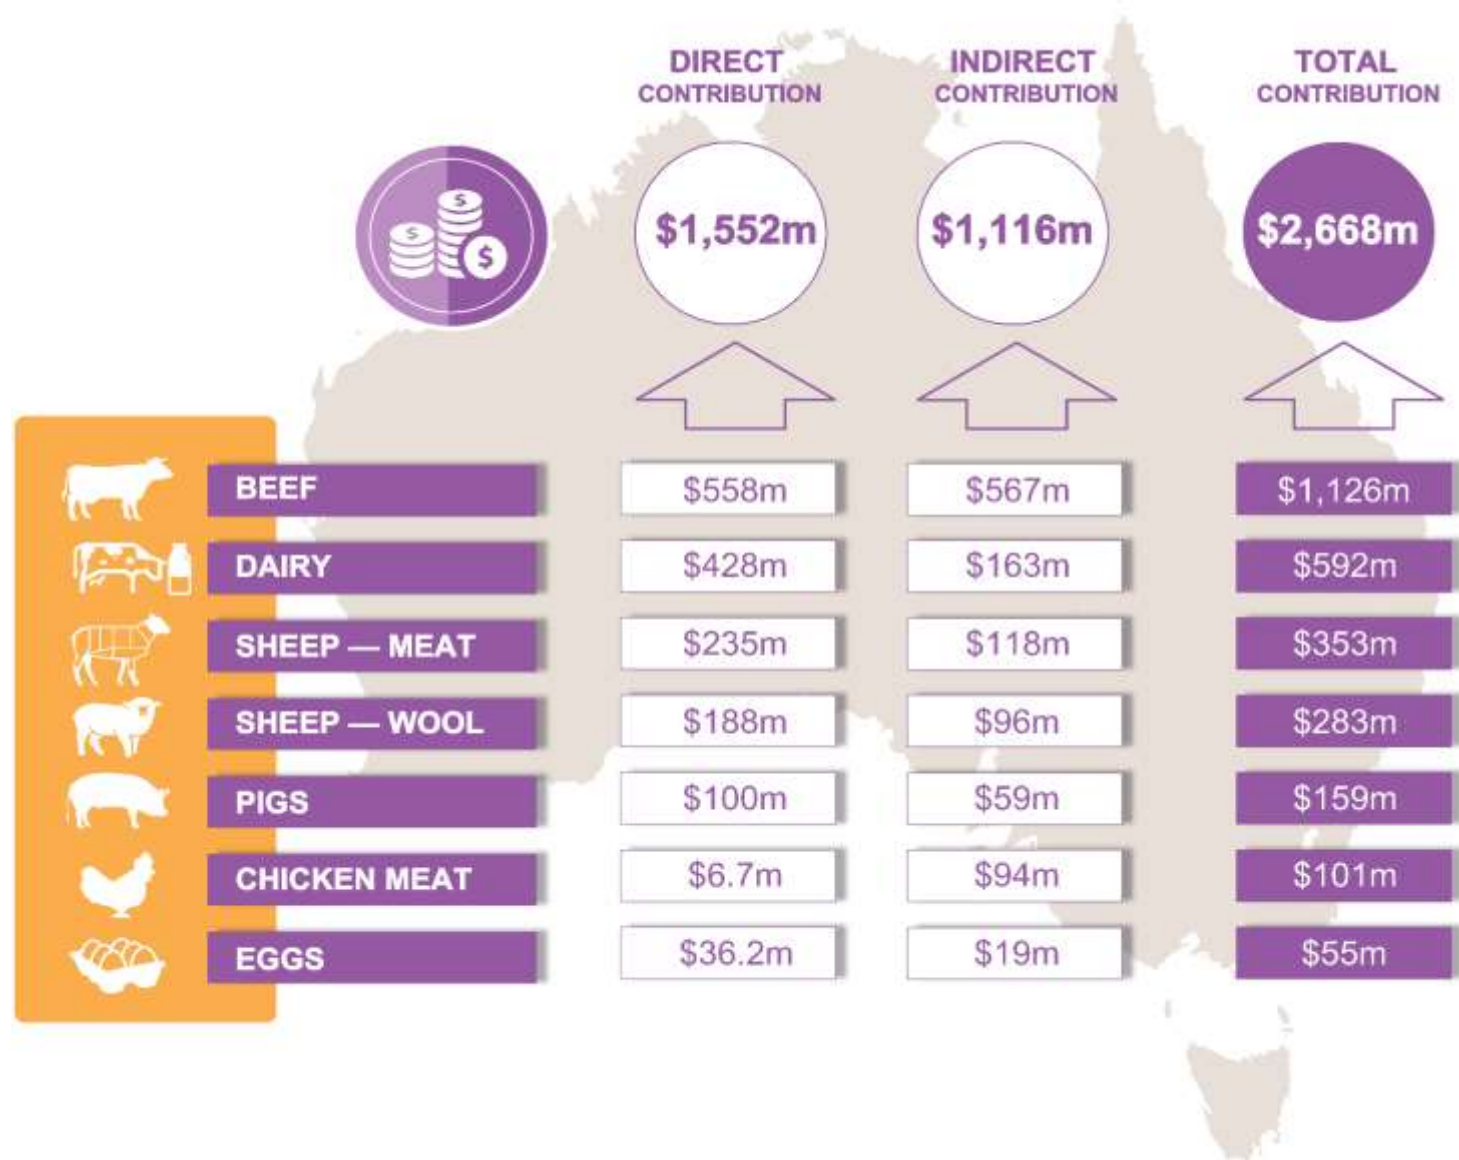 DIRECT INDIRECT TOTAL
CONTRIBUTION CONTRIBUTION CONTRIBUTION
$ $ $
$1,552m $1,116m $2,668m
BEEF $558m $567m $1,126m
DAIRY $428m $163m $592m
SHEEP — MEAT $235m $118m $353m
SHEEP — WOOL $188m $96m $283m
PIGS $100m $59m $159m
CHICKEN MEAT $6.7m $94m $101m
EGGS $36.2m $19m $55m